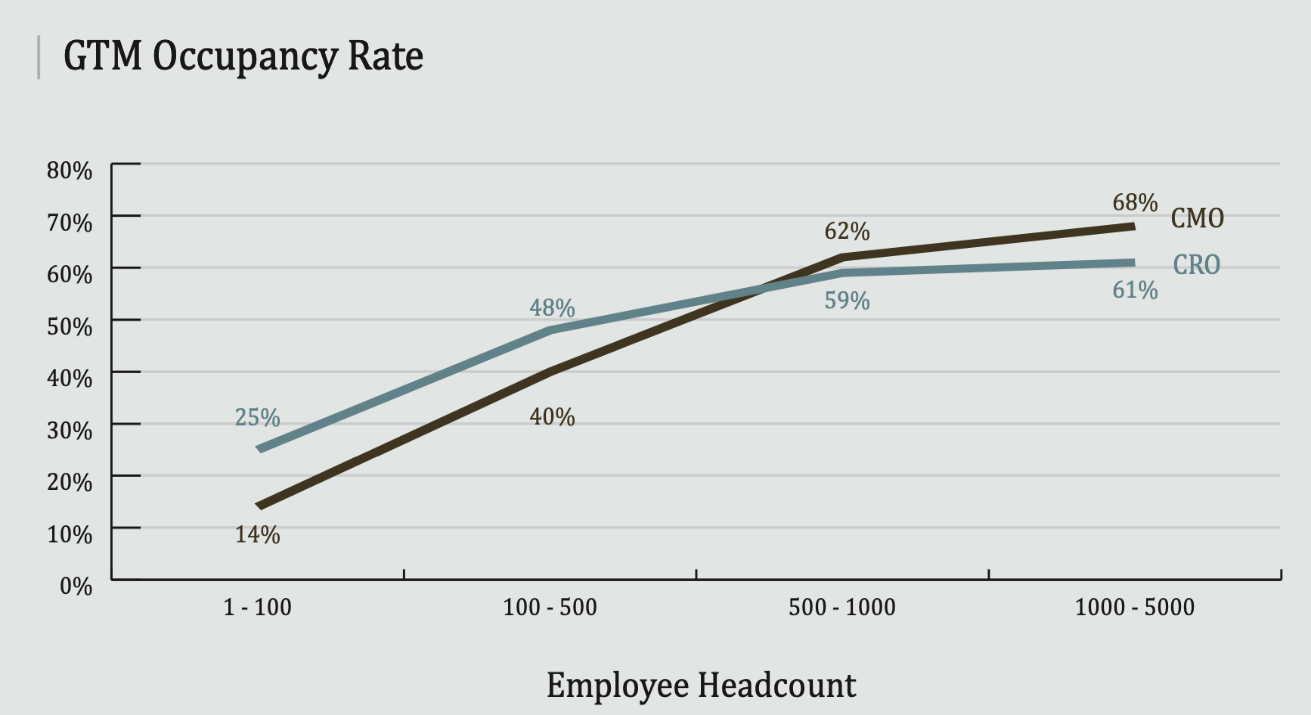 GTM Occupancy Rate
80%
70%
60%
50%
40%
30%
20%
10%
0%
25%
14%
48%
40%
62%
59%
68%
61%
CMO
CRO
1 - 100
100 - 500
500 - 1000
1000 - 5000
Employee Headcount